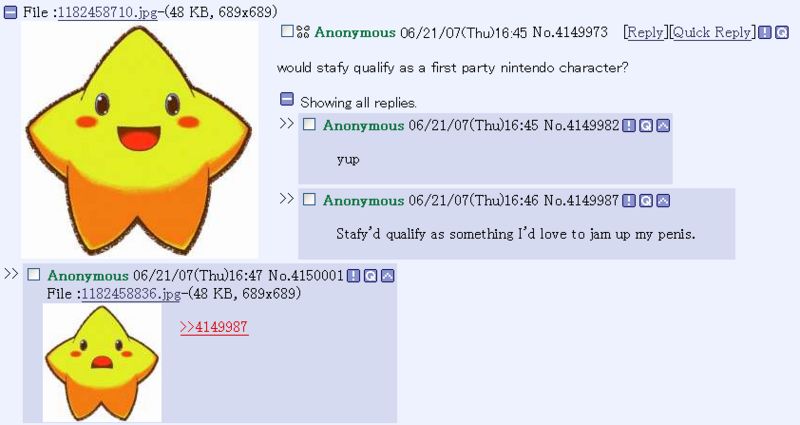 File :1182458710.jpg-(48 KB, 689x689)
Anonymous 06/21/07(Thu)16:45 No.4149973 [Reply][Quick Reply]! Q
would stafy qualify as a first party nintendo character?
Showing all replies.
>> Anonymous 06/21/07(Thu)16:45 No.4149982 ! Q
yup
>> Anonymous 06/21/07(Thu)16:46 No.4149987 ! Q
Stafy'd qualify as something I'd love to jam up my penis.
>> Anonymous 06/21/07(Thu)16:47 No.4150001 ! Q
File :1182458836.jpg-(48 KB, 689x689)
>>4149987